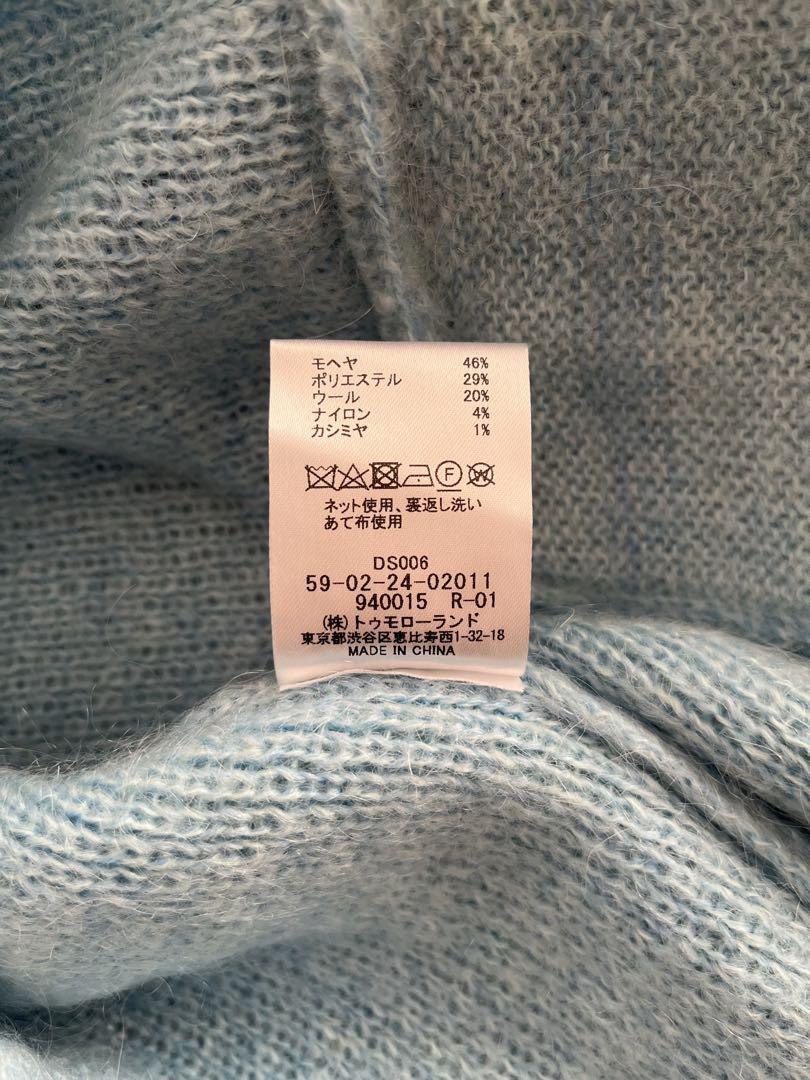 モヘヤ 46%
ポリエステル 29%
ウール 20%
ナイロン 4%
カシミヤ 1%
F W
ネット使用、裏返し洗い
あて布使用
DS006
59-02-24-02011
940015 R-01
(株)トゥモローランド
東京都渋谷区恵比寿西1-32-18
MADE IN CHINA